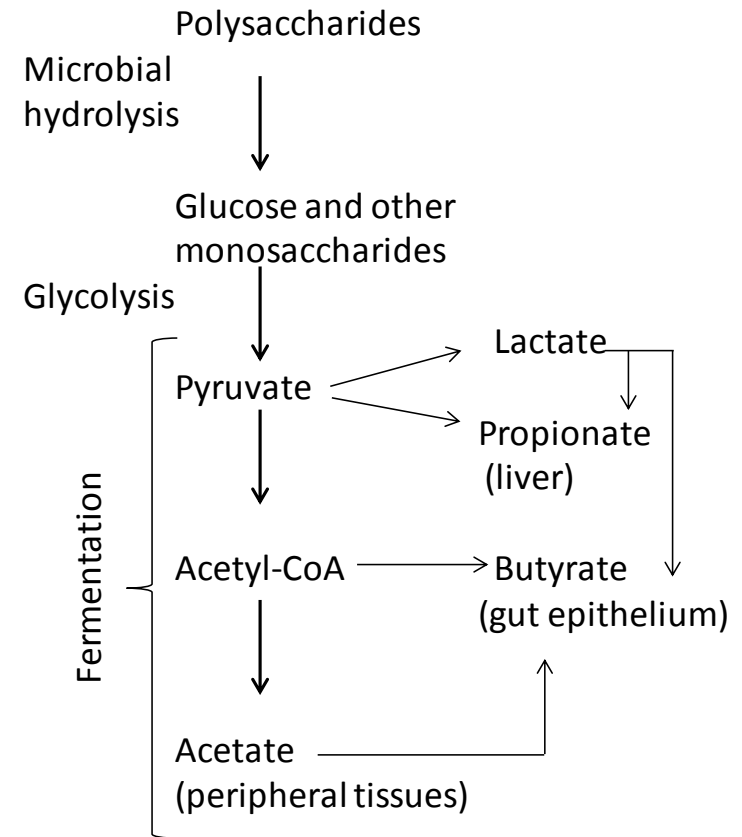 Polysaccharides
Microbial
hydrolysis
Glucose and other
monosaccharides
Glycolysis
Lactate
Pyruvate
Propionate
(liver)
Fermentation
Acetyl-CoA
Butyrate
(gut epithelium)
Acetate
(peripheral tissues)